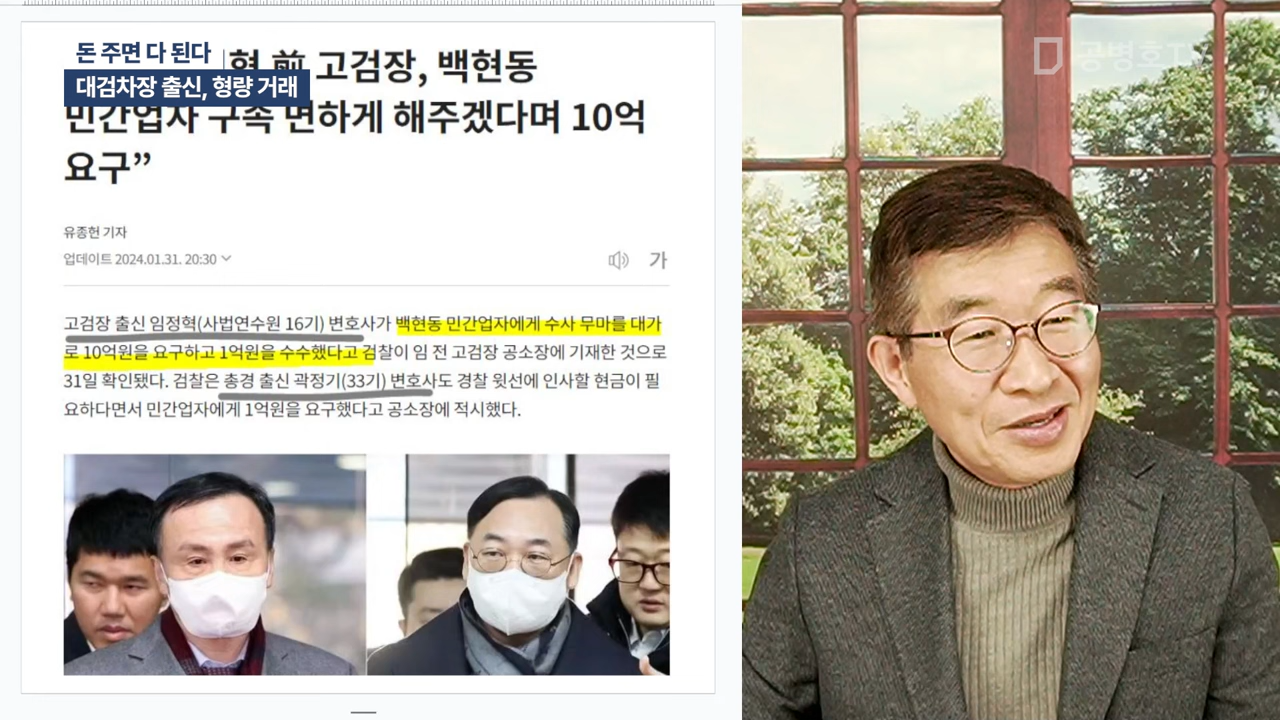 돈 주면 다 된다
대검차장 출신, 형량 거래
혁 前 고검장, 백현동
민간업자 구속 면하게 해주겠다며 10억
요구”
유종헌 기자
업데이트 2024.01.31. 20:30
가
고검장 출신 임정혁(사법연수원 16기) 변호사가 백현동 민간업자에게 수사 무마를 대가
로 10억원을 요구하고 1억원을 수수했다고 검찰이 임 전 고검장 공소장에 기재한 것으로
31일 확인됐다. 검찰은 총경 출신 곽정기(33기) 변호사도 경찰 윗선에 인사할 현금이 필
요하다면서 민간업자에게 1억원을 요구했다고 공소장에 적시했다.
공병호TV